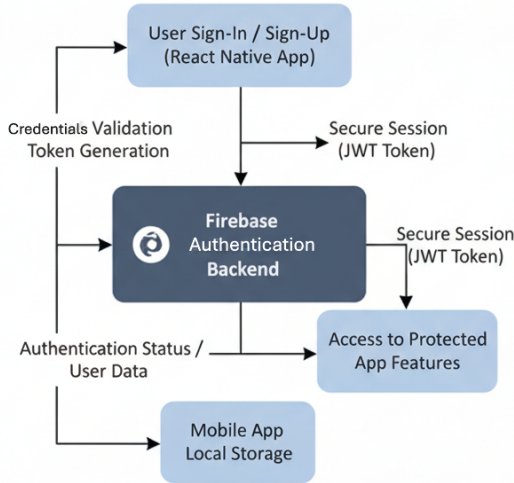 User Sign-In / Sign-Up
(React Native App)
Credentials Validation
Token Generation
Secure Session
(JWT Token)
Firebase
Authentication
Backend
Secure Session
(JWT Token)
Authentication Status /
User Data
Access to Protected
App Features
Mobile App
Local Storage